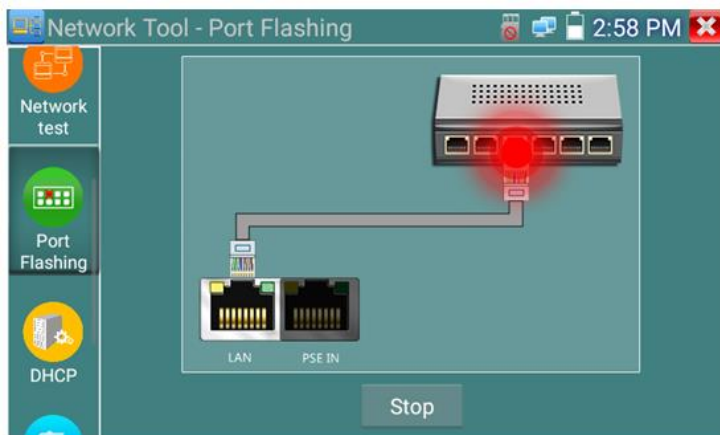 Network Tool - Port Flashing
2:58 PM
Network
test
Port
Flashing
DHCP
LAN
PSE IN
Stop